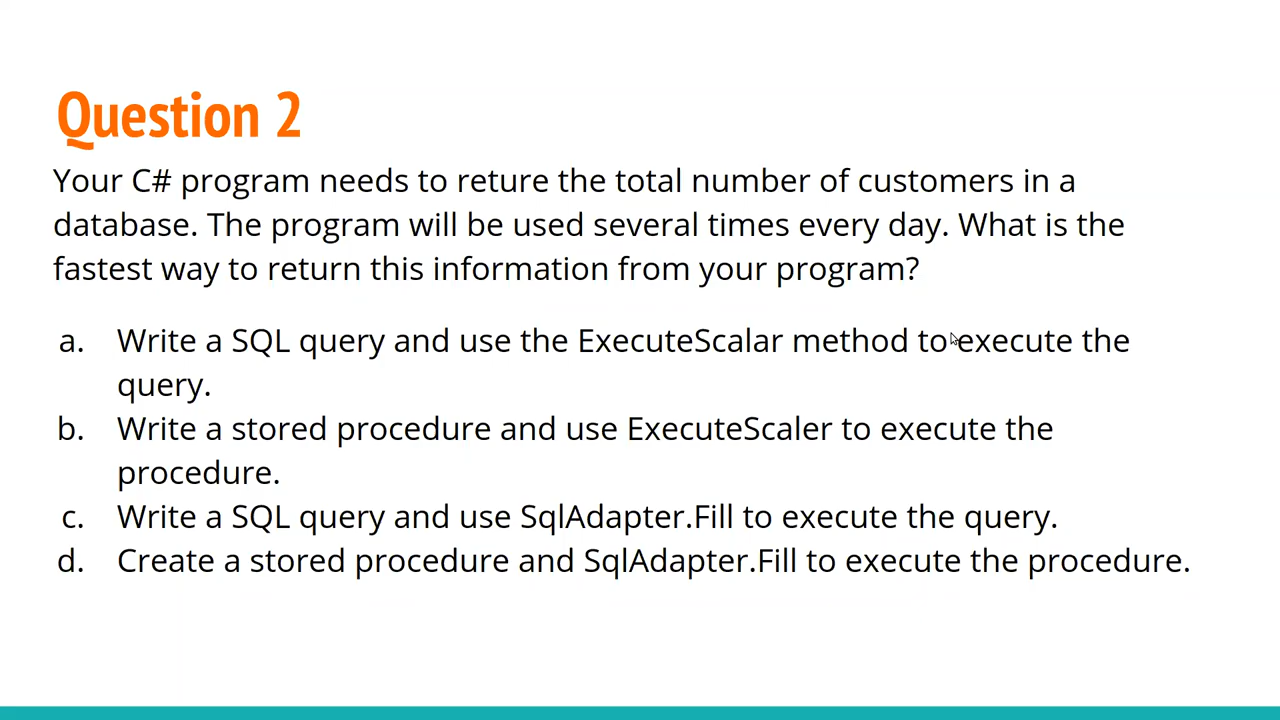 Question 2
Your C# program needs to reture the total number of customers in a
database. The program will be used several times every day. What is the
fastest way to return this information from your program?
a. Write a SQL query and use the ExecuteScalar method to execute the
query.
b. Write a stored procedure and use ExecuteScaler to execute the
procedure.
c. Write a SQL query and use SqlAdapter.Fill to execute the query.
d. Create a stored procedure and SqlAdapter.Fill to execute the procedure.